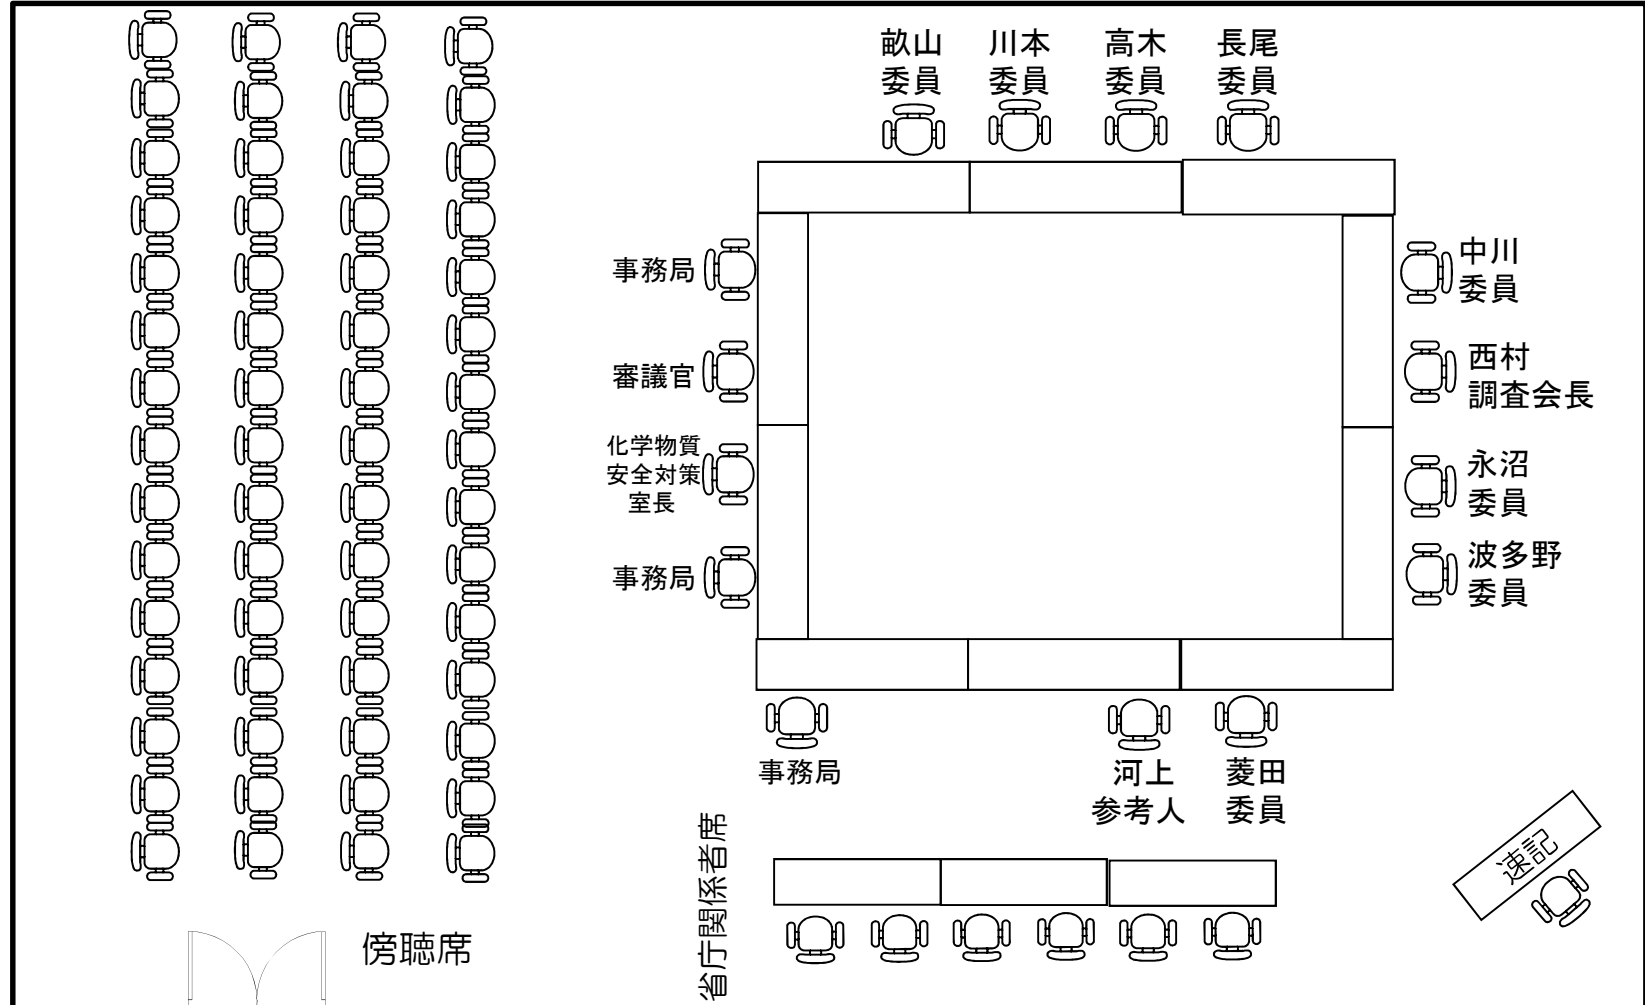 畝山
委員
川本
委員
高木
委員
長尾
委員
事務局
中川
委員
審議官
西村
調査会長
化学物質
安全対策
室長
永沼
委員
事務局
波多野
委員
事務局
河上
参考人
菱田
委員
省庁関係者席
速記
傍聴席